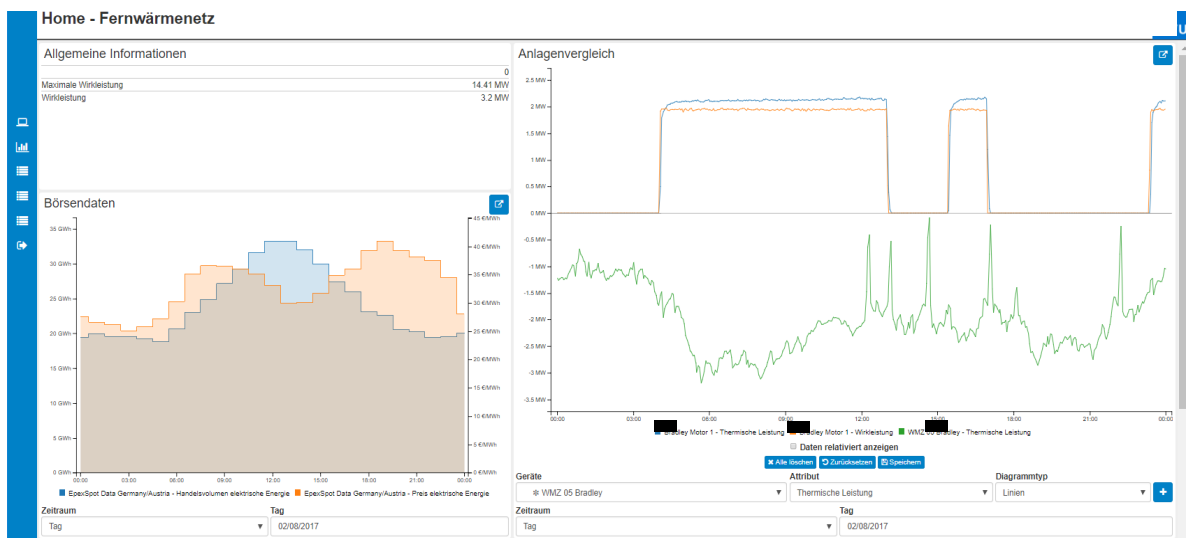 Home - Fernwärmenetz
U
Allgemeine Informationen
0
Maximale Wirkleistung 14.41 MW
Wirkleistung 3.2 MW
Börsendaten
45 €/MWh
35 GWh
40 €/MWh
30 GWh
35 €/MWh
25 GWh
30 €/MWh
20 GWh
25 €/MWh
20 €/MWh
15 GWh
15 €/MWh
10 GWh
10 €/MWh
5 GWh
5 €/MWh
0 GWh
0 €/MWh
00:00 03:00 06:00 09:00 12:00 15:00 18:00 21:00 00:00
EpexSpot Data Germany/Austria - Handelsvolumen elektrische Energie EpexSpot Data Germany/Austria - Preis elektrische Energie
Zeitraum Tag
Tag 02/08/2017
Anlagenvergleich
2.5 MW
2 MW
1.5 MW
1 MW
0.5 MW
0 MW
-0.5 MW
-1 MW
-1.5 MW
-2 MW
-2.5 MW
-3 MW
-3.5 MW
00:00 03:00 06:00 09:00 12:00 15:00 18:00 21:00 00:00
Bradley Motor 1 - Thermische Leistung Bradley Motor 1 - Wirkleistung WMZ 05 Bradley - Thermische Leistung
Daten relativiert anzeigen
Alle löschen Zurücksetzen Speichern
Geräte Attribut Diagrammtyp
WMZ 05 Bradley Thermische Leistung Linien
Zeitraum Tag
Tag 02/08/2017